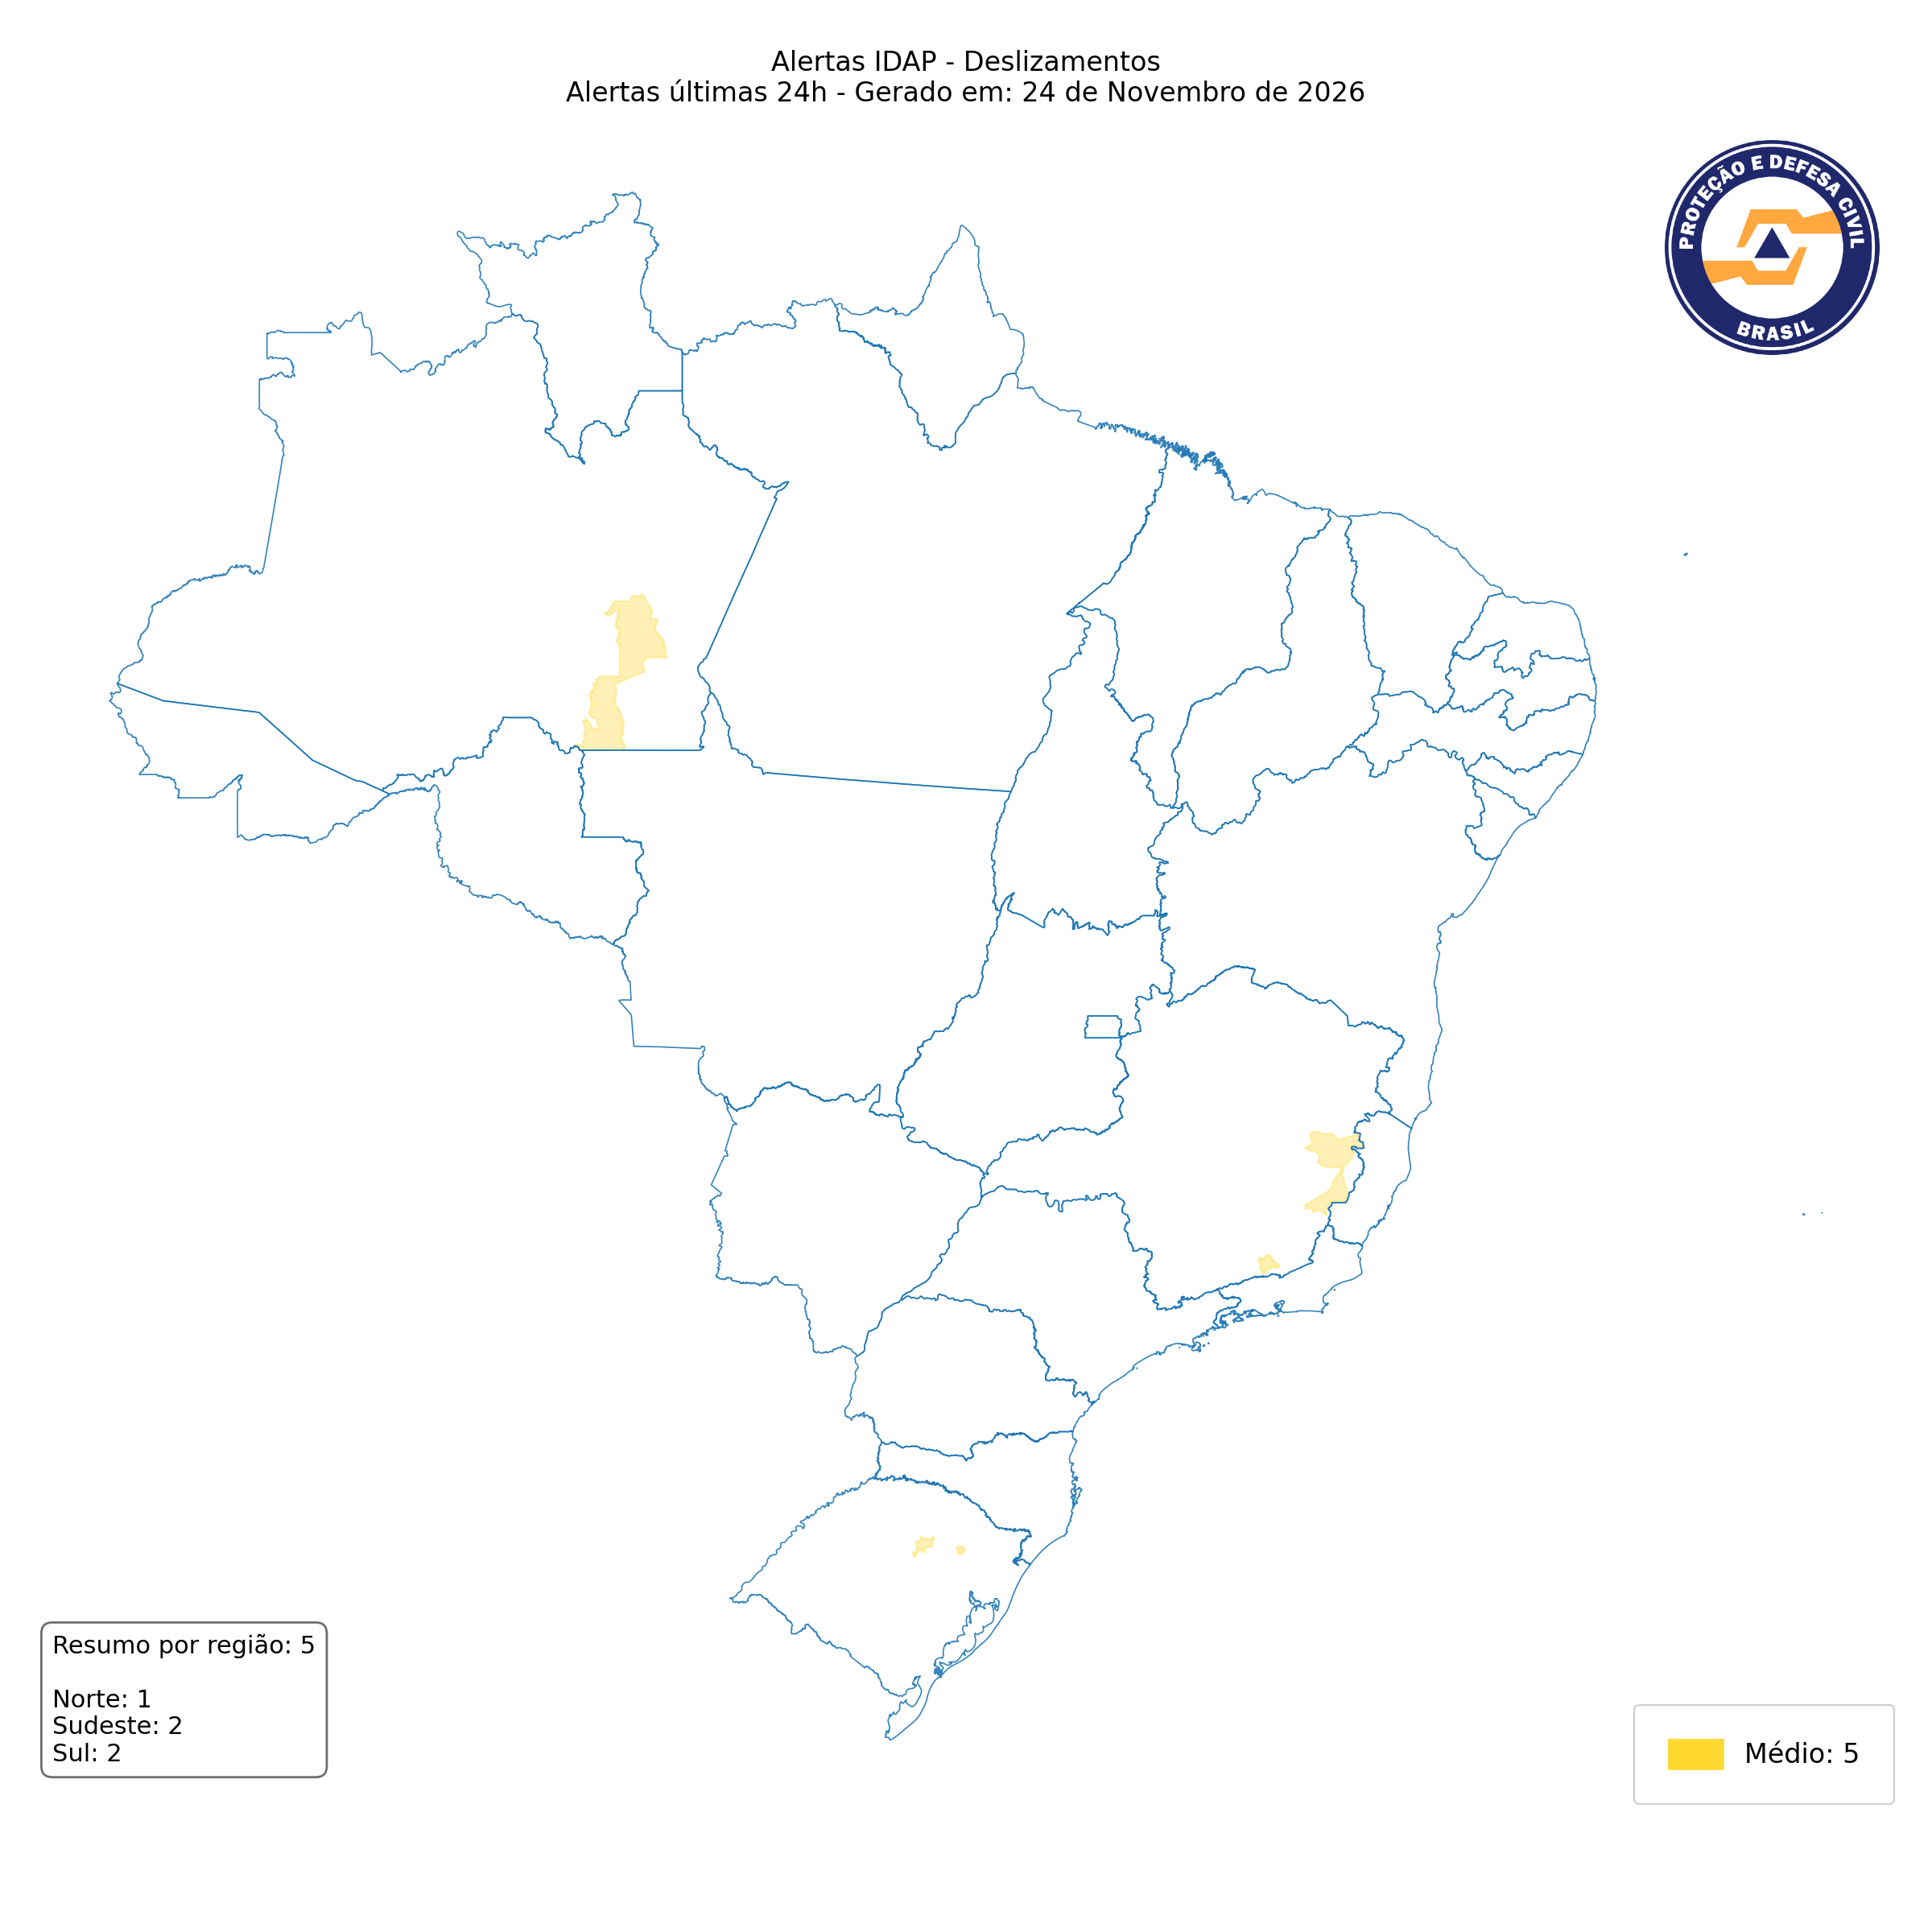 Alertas IDAP - Deslizamentos
Alertas últimas 24h - Gerado em: 24 de Novembro de 2026
PROTEÇÃO E DEFESA CIVIL
BRASIL
Resumo por região: 5
Norte: 1
Sudeste: 2
Sul: 2
Médio: 5